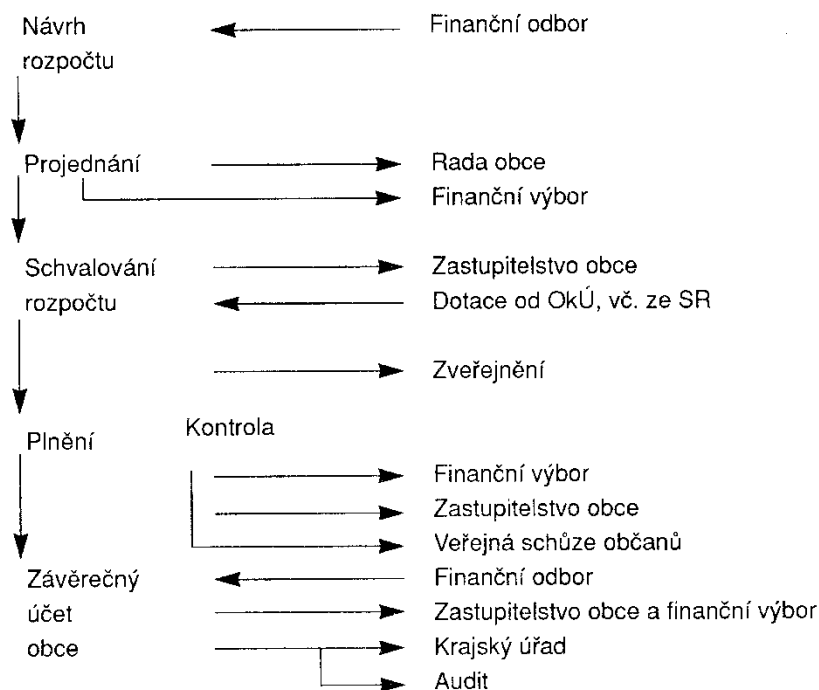 Návrh
Finanční odbor
rozpočtu
Projednání
Rada obce
Finanční výbor
Schvalování
Zastupitelstvo obce
rozpočtu
Dotace od OkÚ, vč. ze SR
Zveřejnění
Plnění
Kontrola
Finanční výbor
Zastupitelstvo obce
Veřejná schůze občanů
Závěrečný
Finanční odbor
účet
Zastupitelstvo obce a finanční výbor
obce
Krajský úřad
Audit